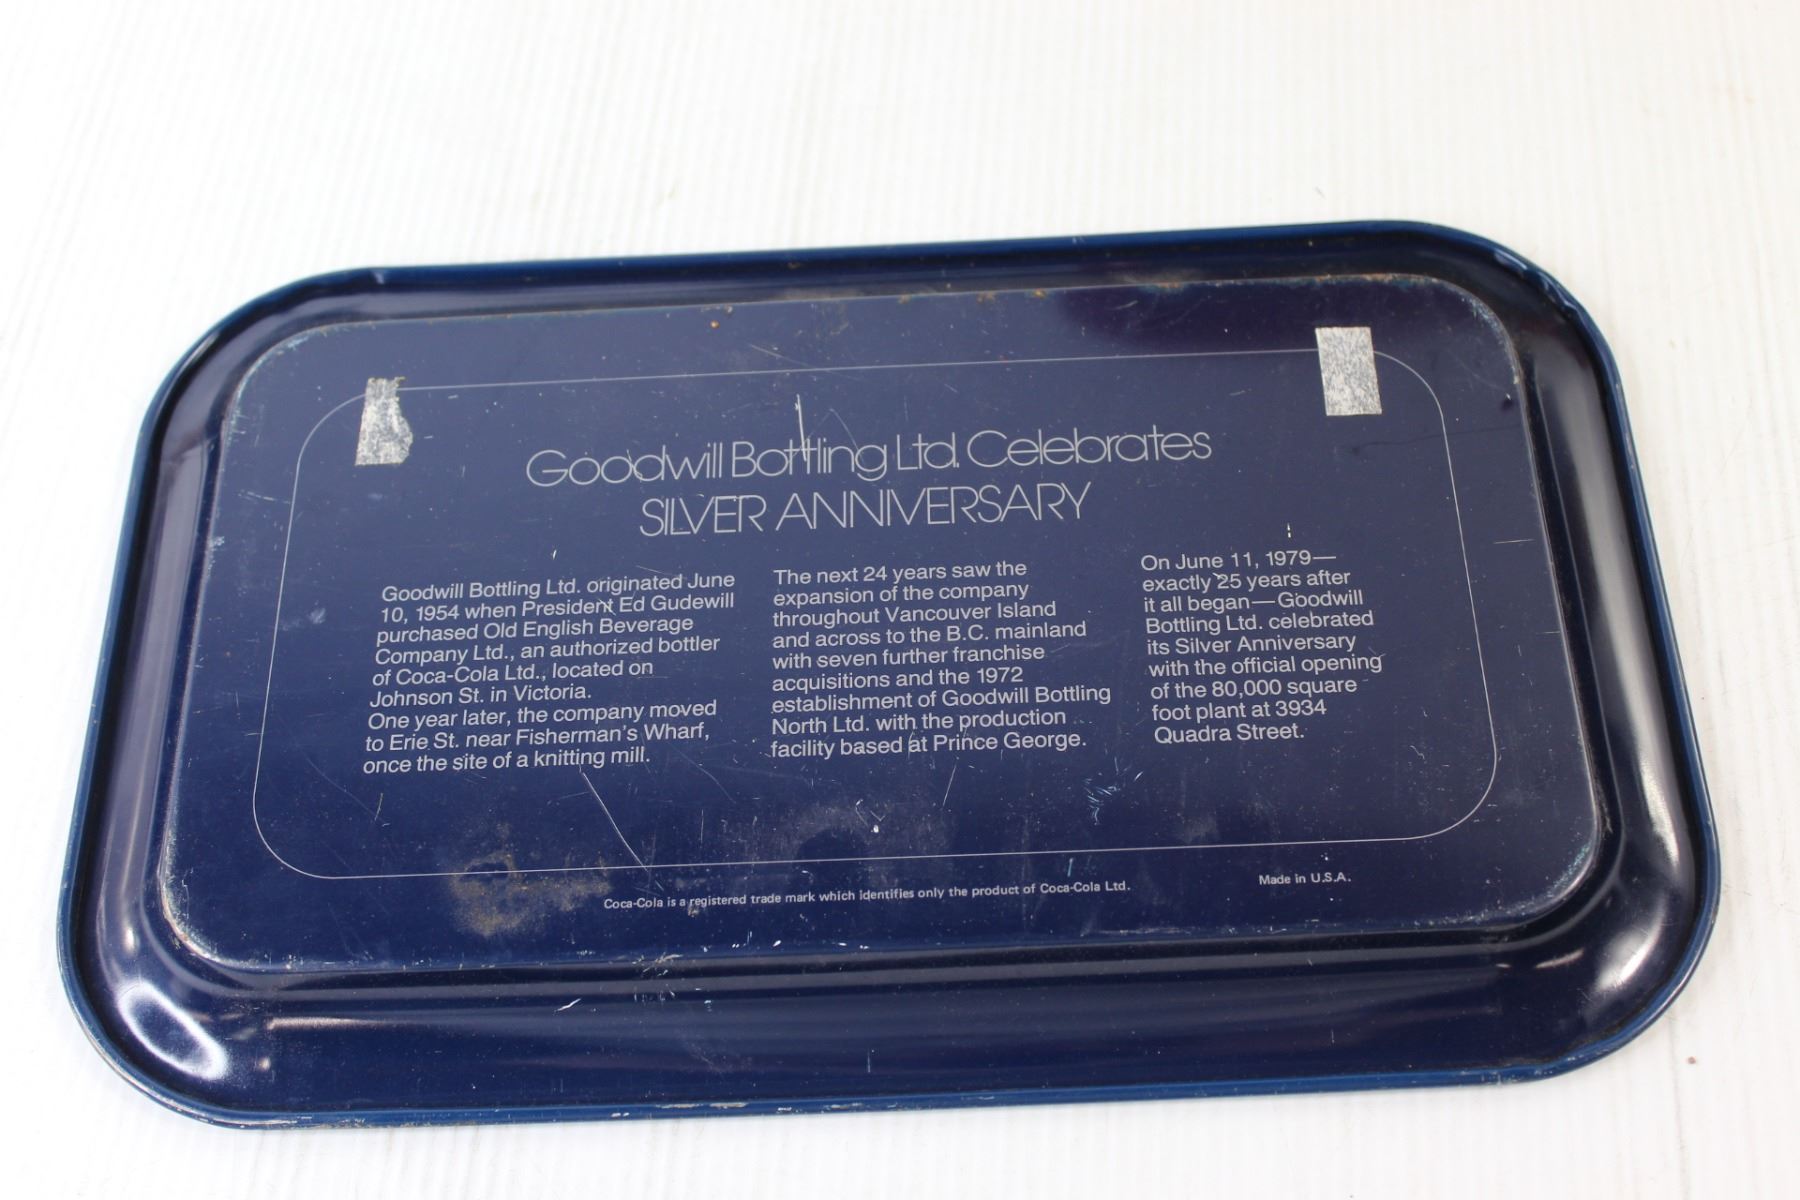 Goodwill Bottling Ltd. Celebrates
SILVER ANNIVERSARY
Goodwill Bottling Ltd. originated June
10, 1954 when President Ed Gudewill
purchased Old English Beverage
Company Ltd., an authorized bottler
of Coca-Cola Ltd., located on
Johnson St. in Victoria.
One year later, the company moved
to Erie St. near Fisherman's Wharf,
once the site of a knitting mill.
The next 24 years saw the
expansion of the company
throughout Vancouver Island
and across to the B.C. mainland
with seven further franchise
acquisitions and the 1972
establishment of Goodwill Bottling
North Ltd. with the production
facility based at Prince George.
On June 11, 1979—
exactly 25 years after
it all began—Goodwill
Bottling Ltd. celebrated
its Silver Anniversary
with the official opening
of the 80,000 square
foot plant at 3934
Quadra Street.
Coca-Cola is a registered trade mark which identifies only the product of Coca-Cola Ltd.
Made in U.S.A.